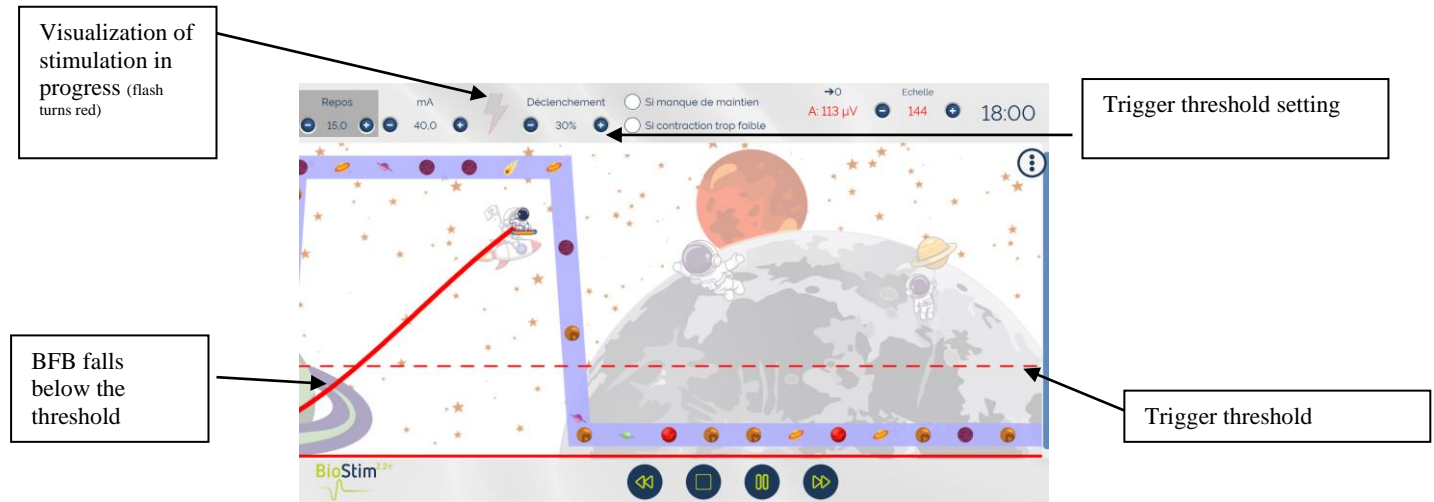 Visualization of
stimulation in
progress (flash
turns red)
Repos
15,0
mA
40,0
Déclenchement
30%
Si manque de maintien
Si contraction trop faible
→0
A: 113 µV
Echelle
144
18:00
Trigger threshold setting
BFB falls
below the
threshold
Trigger threshold
BioStim 2.2+